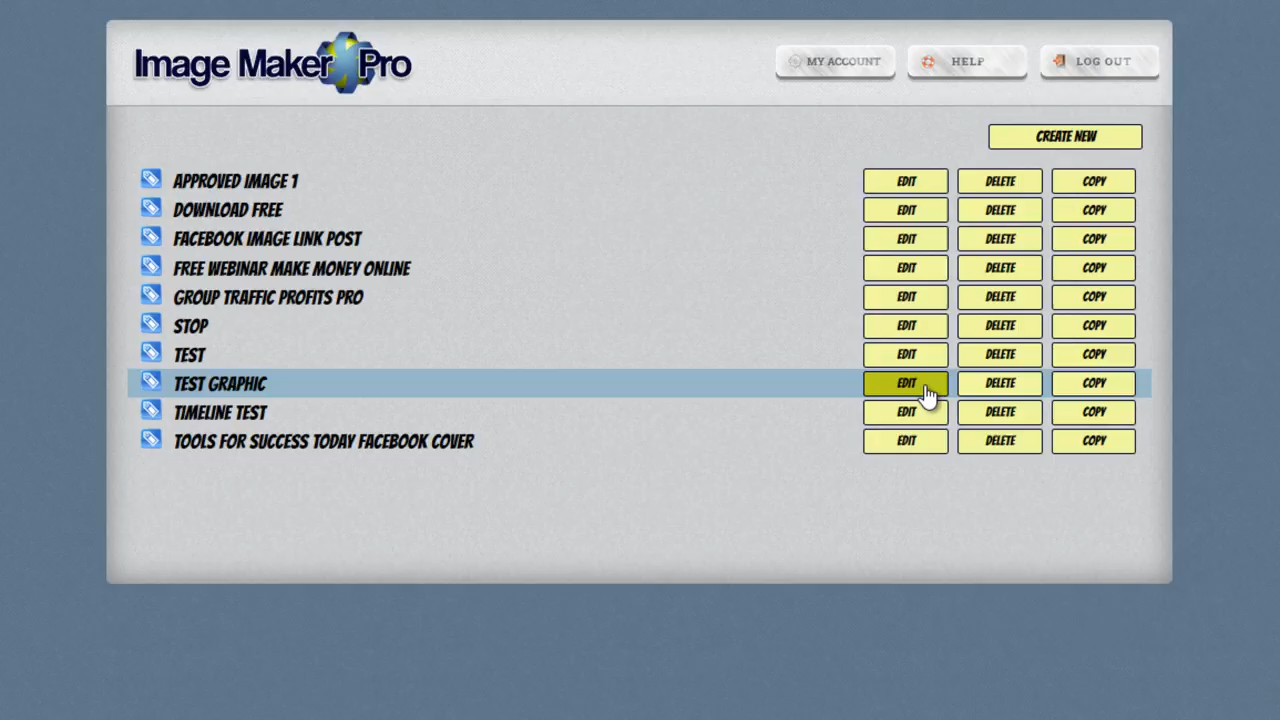 Image Maker Pro
MY ACCOUNT
HELP
LOG OUT
CREATE NEW
APPROVED IMAGE 1 EDIT DELETE COPY
DOWNLOAD FREE EDIT DELETE COPY
FACEBOOK IMAGE LINK POST EDIT DELETE COPY
FREE WEBINAR MAKE MONEY ONLINE EDIT DELETE COPY
GROUP TRAFFIC PROFITS PRO EDIT DELETE COPY
STOP EDIT DELETE COPY
TEST EDIT DELETE COPY
TEST GRAPHIC EDIT DELETE COPY
TIMELINE TEST EDIT DELETE COPY
TOOLS FOR SUCCESS TODAY FACEBOOK COVER EDIT DELETE COPY